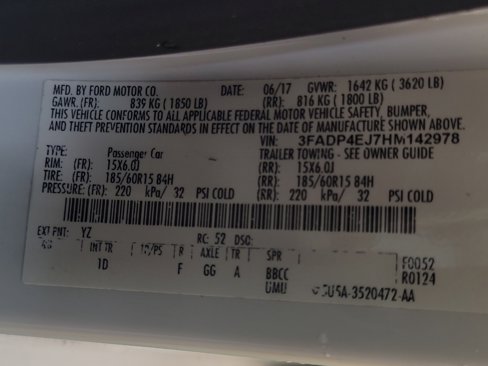 MFD. BY FORD MOTOR CO. DATE: 06/17 GVWR: 1642 KG ( 3620 LB)
GAWR. (FR): 839 KG ( 1850 LB) (RR): 816 KG ( 1800 LB)
THIS VEHICLE CONFORMS TO ALL APPLICABLE FEDERAL MOTOR VEHICLE SAFETY, BUMPER,
AND THEFT PREVENTION STANDARDS IN EFFECT ON THE DATE OF MANUFACTURE SHOWN ABOVE.
VIN: 3FADP4EJ7HM142978
TYPE: Passenger Car TRAILER TOWING - SEE OWNER GUIDE
RIM: (FR) 15X6.0J (RR) 15X6.0J
TIRE: (FR) 185/60R15 84H (RR) 185/60R15 84H
PRESSURE: (FR) 220 kPa/ 32 PSI COLD (RR) 220 kPa/ 32 PSI COLD
EXT PNT: YZ RC: 52 DSO:
INT TR TP/PS R AXLE TR SPR F0052
1D F GG A BBCC R0124
UMU 5U5A-3520472-AA